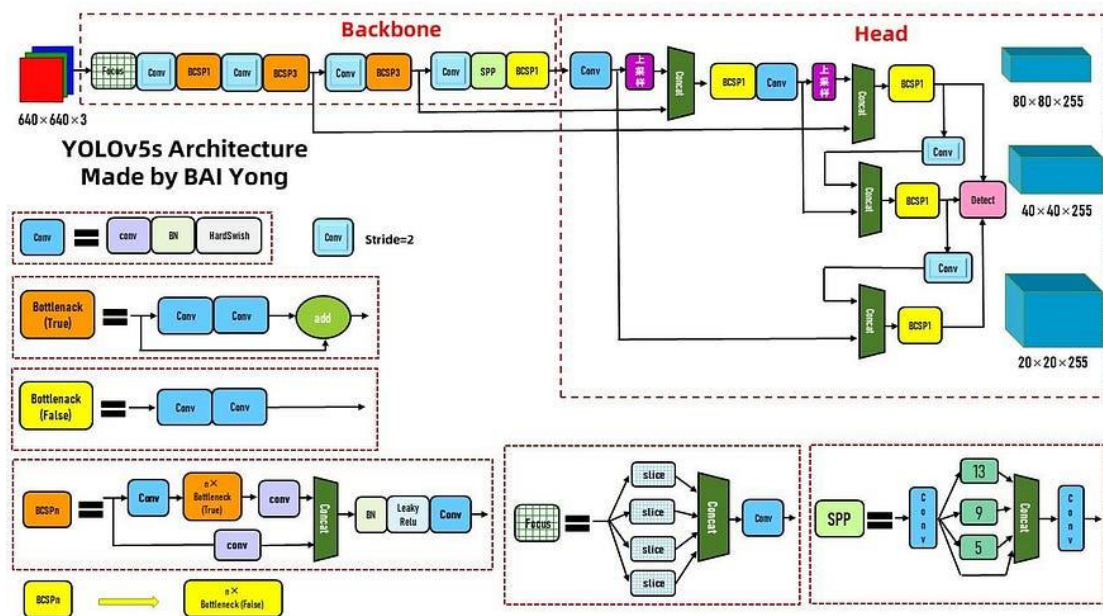 Backbone
Head
Focus
Conv
BCSP1
Conv
BCSP3
Conv
BCSP3
Conv
SPP
BCSP1
Conv
上采样
Concat
BCSP1
Conv
上采样
Concat
BCSP1
80×80×255
640×640×3
YOLOv5s Architecture
Made by BAI Yong
Conv
Concat
BCSP1
Detect
40×40×255
Conv
conv
BN
HardSwish
Conv
Stride=2
Conv
Concat
BCSP1
20×20×255
Bottlenack
(True)
Conv
Conv
add
Bottlenack
(False)
Conv
Conv
BCSPn
Conv
n×
Bottleneck
(True)
conv
Concat
BN
Leaky
Relu
Conv
conv
Focus
slice
slice
slice
slice
Concat
Conv
SPP
Conv
13
9
5
Concat
Conv
BCSPn
n×
Bottleneck (False)